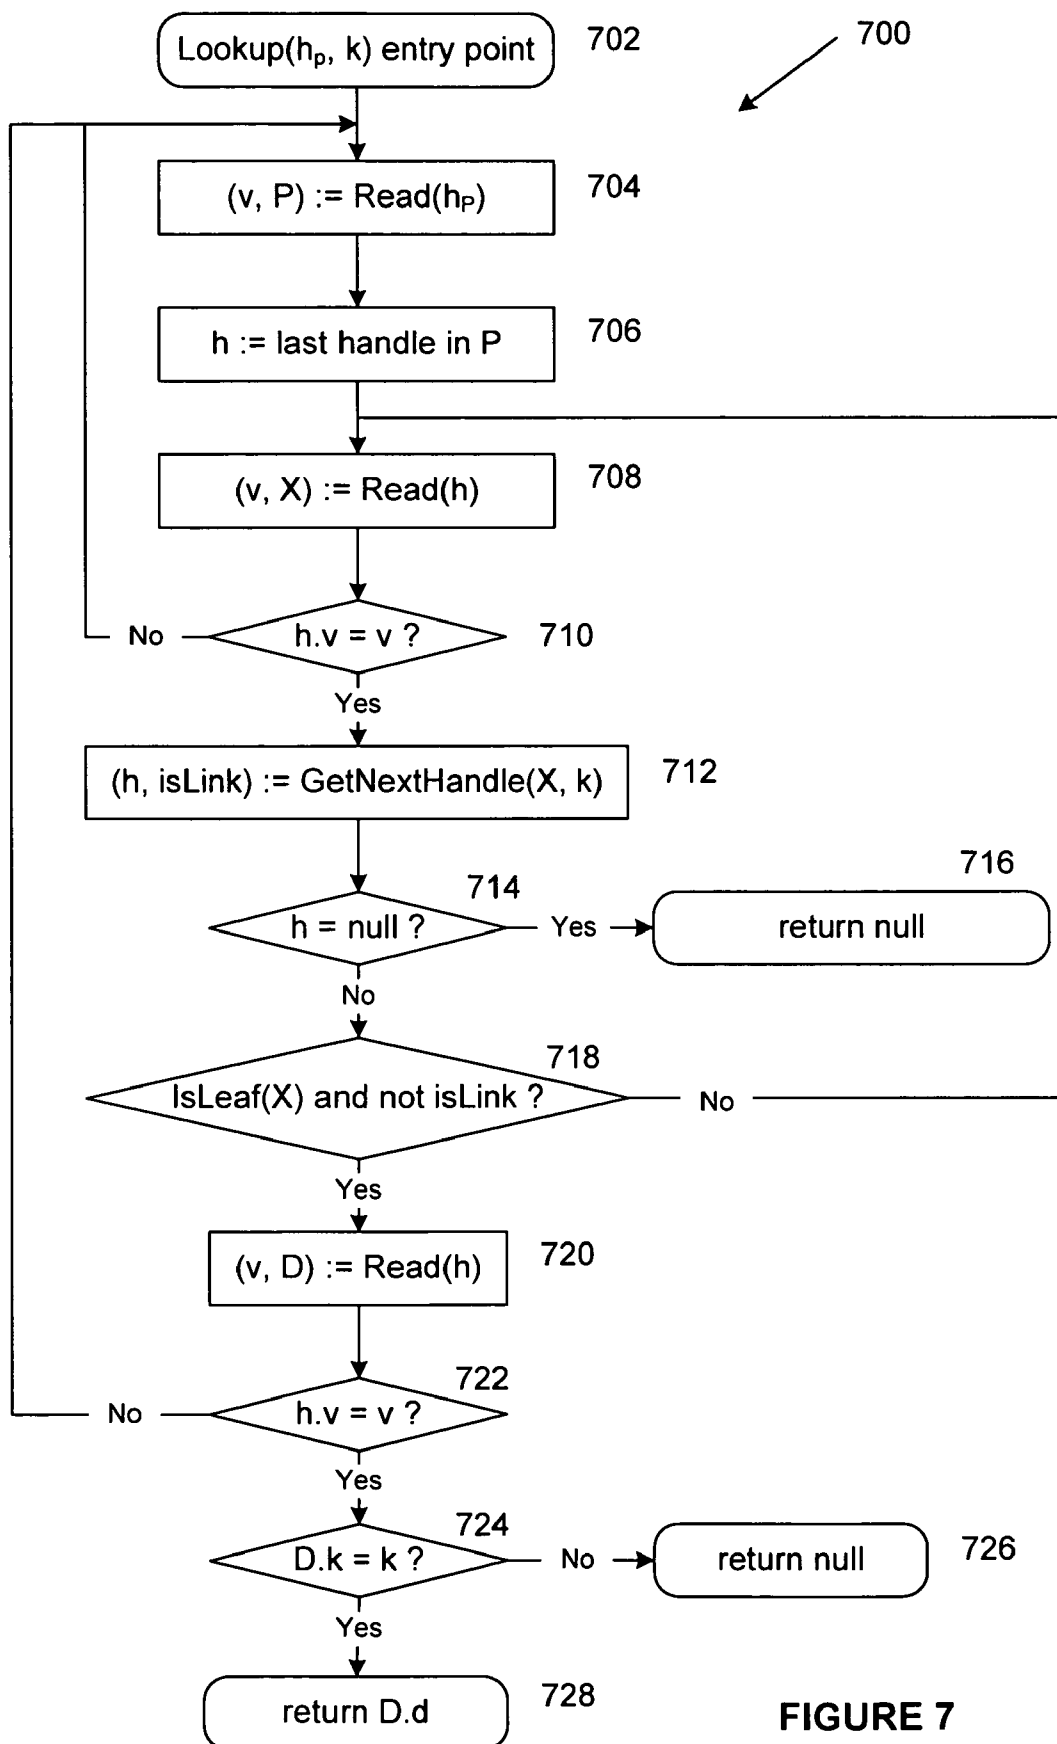 Lookup(hp, k) entry point
702
700
(v, P) := Read(hP)
704
h := last handle in P
706
(v, X) := Read(h)
708
h.v = v ?
710
No
Yes
(h, isLink) := GetNextHandle(X, k)
712
h = null ?
714
Yes
return null
716
No
IsLeaf(X) and not isLink ?
718
No
Yes
(v, D) := Read(h)
720
h.v = v ?
722
No
Yes
D.k = k ?
724
No
return null
726
Yes
return D.d
728
FIGURE 7